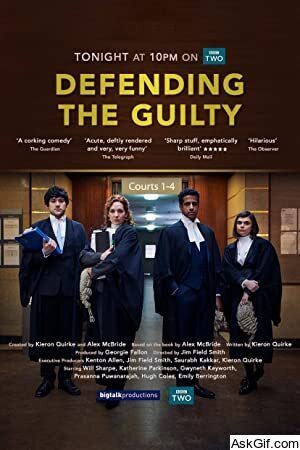 TONIGHT AT 10PM ON BBC TWO
DEFENDING
THE GUILTY
'A corking comedy' 'Acute, deftly rendered 'Sharp stuff, emphatically 'Hilarious'
The Guardian and very, very funny' brilliant' ★★★★★ The Observer
The Telegraph Daily Mail
Courts 1-4
Created by Kieron Quirke and Alex McBride Based on the book by Alex McBride Written by Kieron Quirke
Produced by Georgie Fallon Directed by Jim Field Smith
Executive Producers Kenton Allen, Jim Field Smith, Saurabh Kakkar, Kieron Quirke
Starring Will Sharpe, Katherine Parkinson, Gwyneth Keyworth,
Prasanna Puwanarajah, Hugh Coles, Emily Berrington
bigtalkproductions BBC TWO
AskGif.com